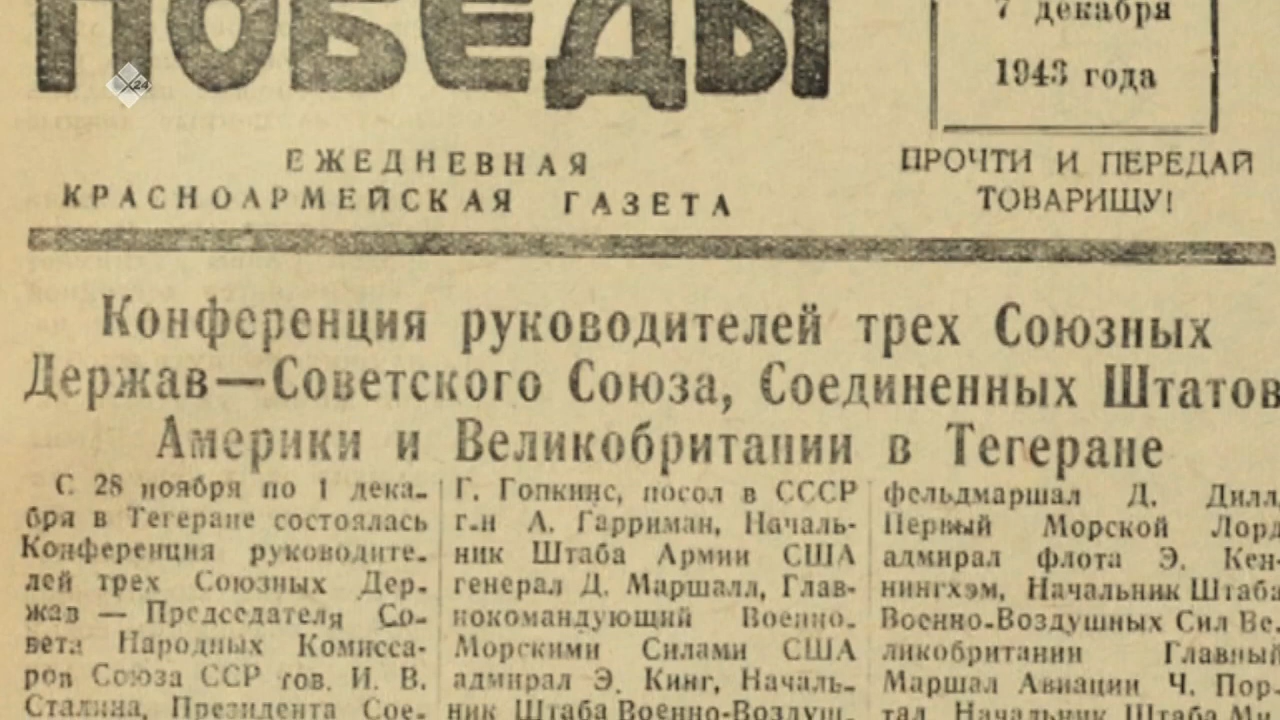 ПОБЕДЫ
7 декабря
1943 года
X24
ЕЖЕДНЕВНАЯ
КРАСНОАРМЕЙСКАЯ ГАЗЕТА
ПРОЧТИ И ПЕРЕДАЙ
ТОВАРИЩУ!
Конференция руководителей трех Союзных
Держав—Советского Союза, Соединенных Штатов
Америки и Великобритании в Тегеране
С 28 ноября по 1 дека-
бря в Тегеране состоялась
Конференция руководите-
лей трех Союзных Дер-
жав — Председателя Со-
вета Народных Комисса-
ров Союза ССР тов. И. В.
Сталина, Президента Сое-
Г. Гопкинс, посол в СССР
г-н А. Гарриман, Началь-
ник Штаба Армии США
генерал Д. Маршалл, Глав-
нокомандующий Военно-
Морскими Силами США
адмирал Э. Кинг, Началь-
ник Штаба Военно-Воздуш-
фельдмаршал Д. Дилл
Первый Морской Лорд
адмирал флота Э. Кен-
нингхэм, Начальник Штаба
Военно-Воздушных Сил Ве-
ликобритании Главный
Маршал Авиации Ч. Пор-
тал, Начальник Штаба